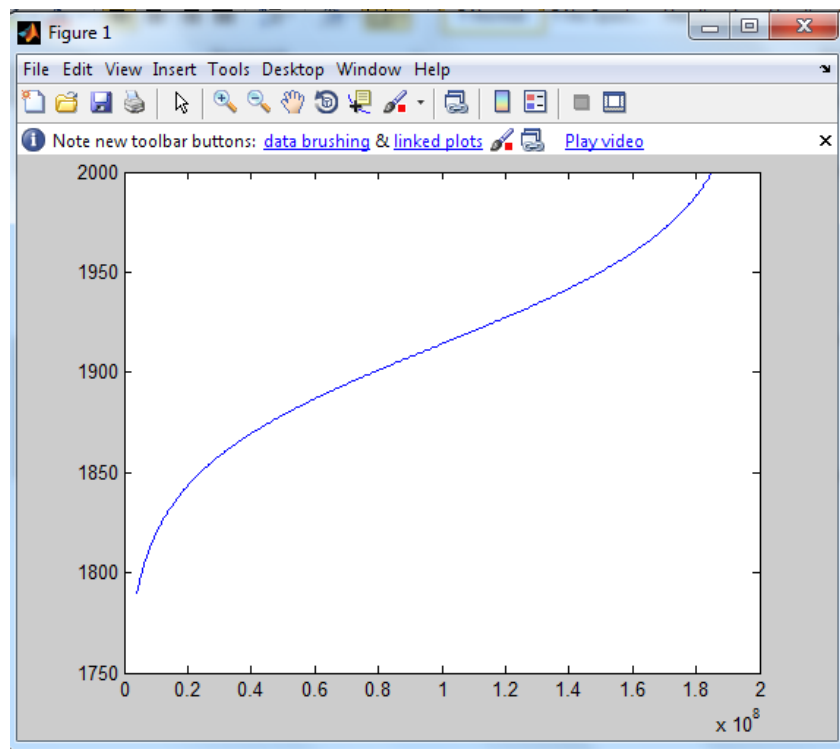 Figure 1
File Edit View Insert Tools Desktop Window Help
Note new toolbar buttons: data brushing & linked plots Play video
2000
1950
1900
1850
1800
1750
0 0.2 0.4 0.6 0.8 1 1.2 1.4 1.6 1.8 2
x 10⁸